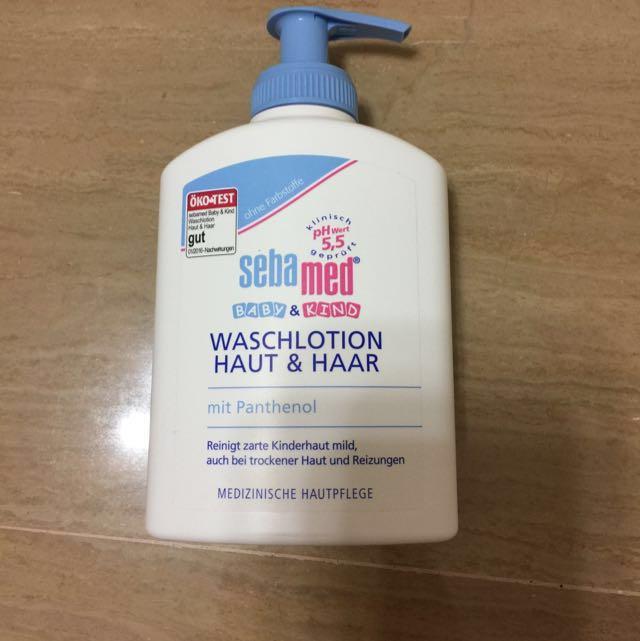 ÖKO-TEST
sebamed Baby & Kind
Waschlotion
Haut & Haar
gut
ohne Farbstoffe
klinisch
pH Wert
5,5
geprüft
sebamed®
BABY & KIND
WASCHLOTION
HAUT & HAAR
mit Panthenol
Reinigt zarte Kinderhaut mild,
auch bei trockener Haut und Reizungen
MEDIZINISCHE HAUTPFLEGE